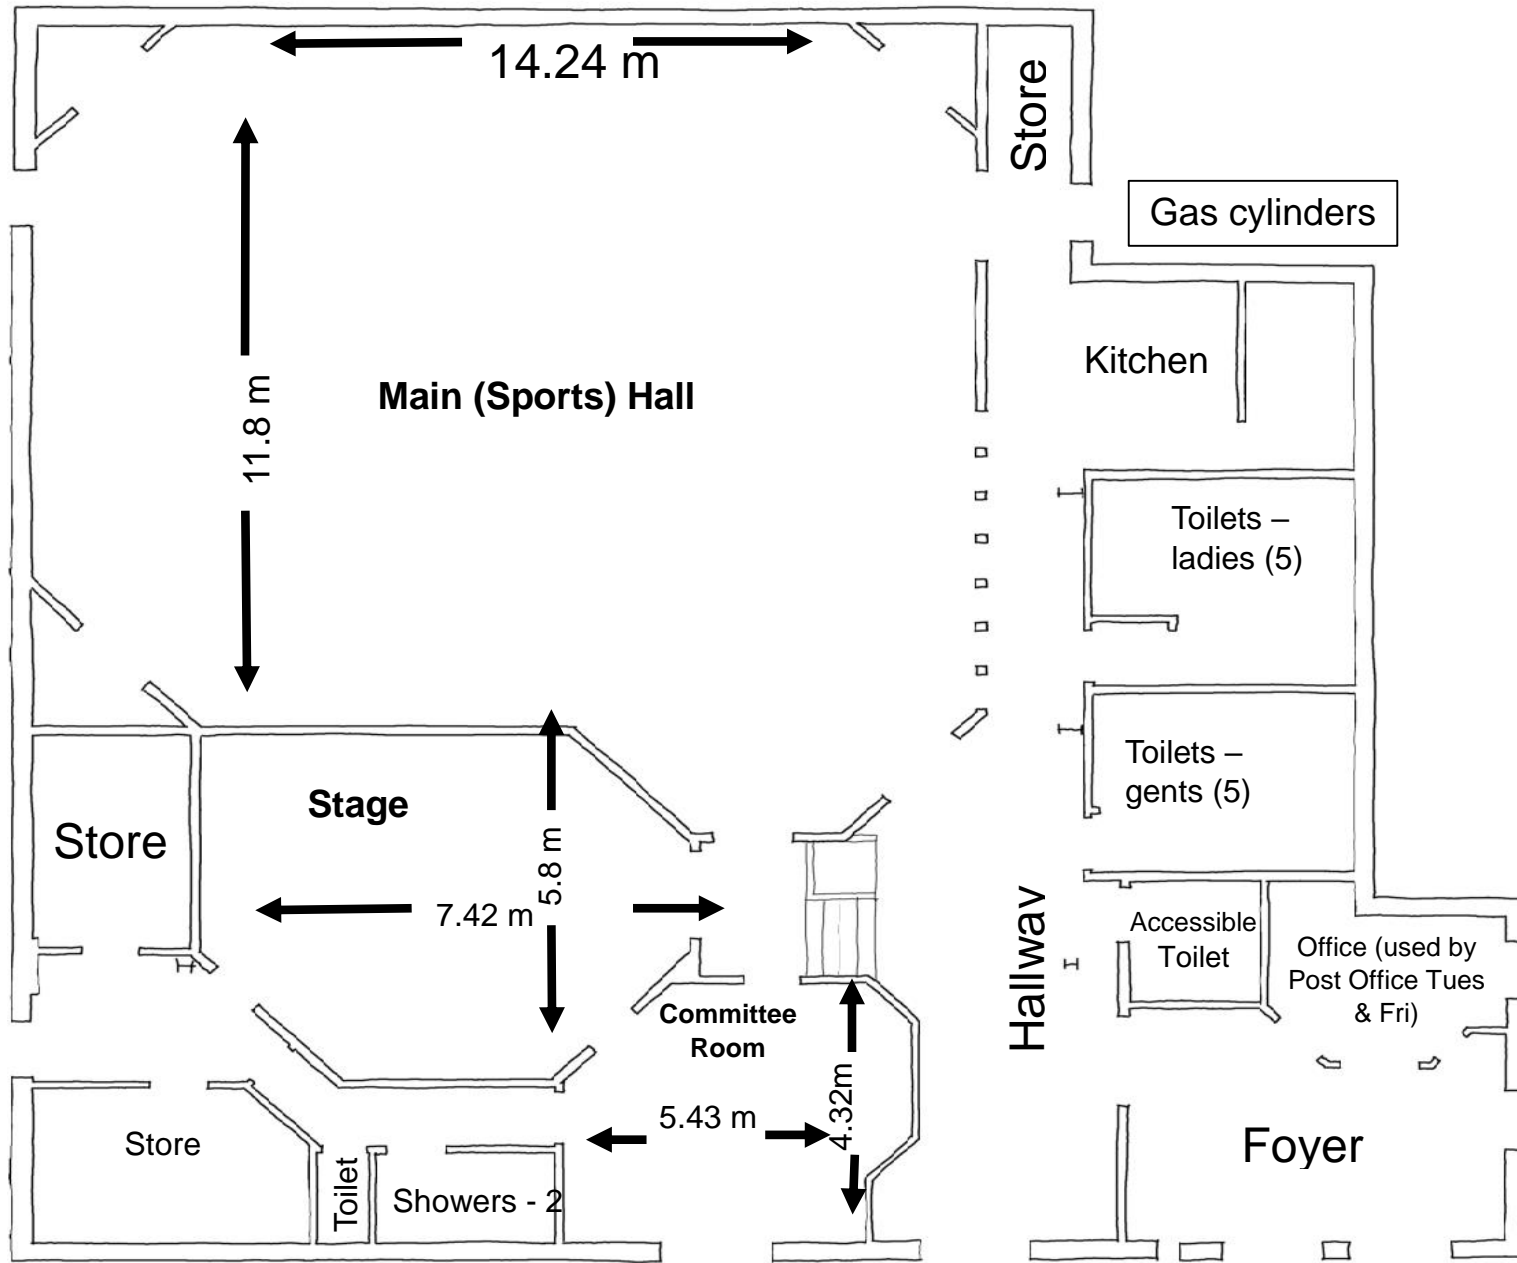 14.24 m
Store
Gas cylinders
Kitchen
Main (Sports) Hall
11.8 m
Toilets –
ladies (5)
Toilets –
gents (5)
Stage
Store
5.8 m
7.42 m
Accessible
Toilet
Office (used by
Post Office Tues
& Fri)
Hallway
Committee
Room
4.32m
5.43 m
Store
Toilet
Showers - 2
Foyer